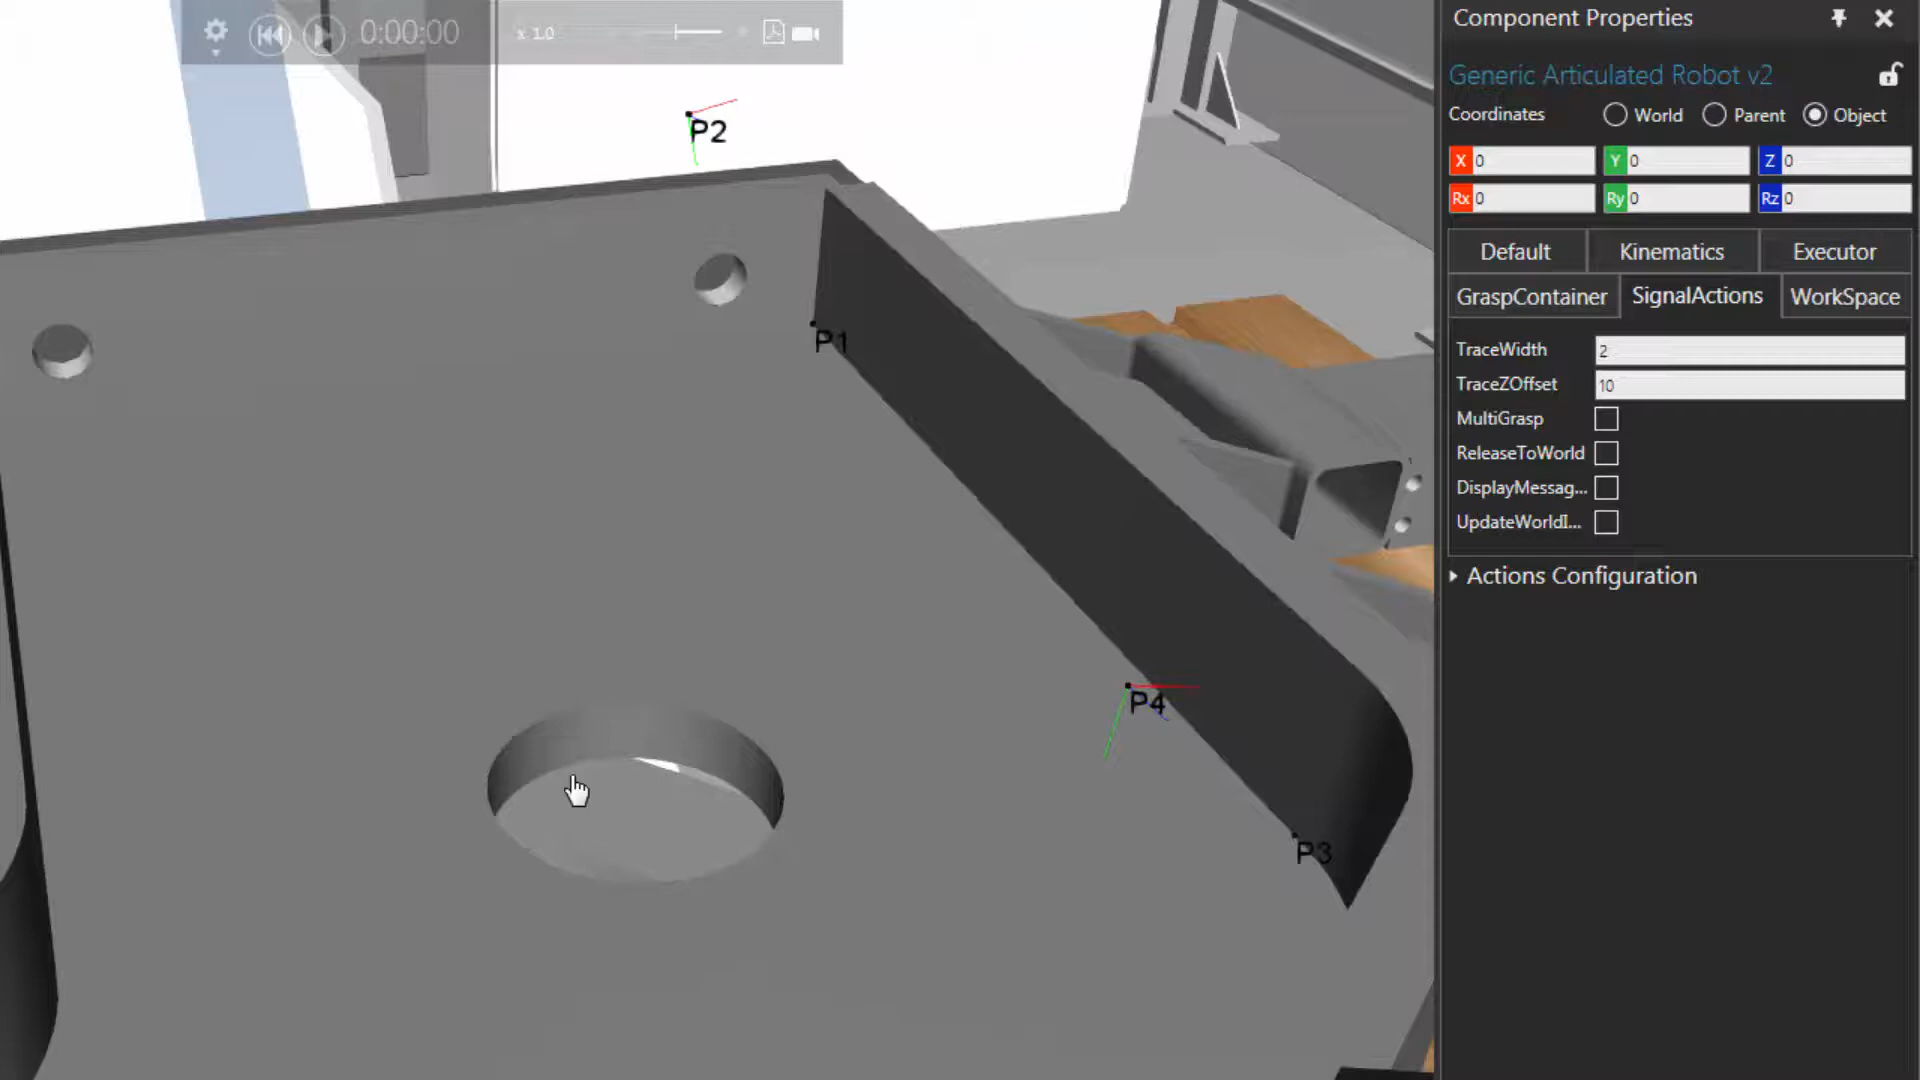 0:00:00
x 1.0
P2
P1
P4
P3
Component Properties
Generic Articulated Robot v2
Coordinates World Parent Object
X 0 Y 0 Z 0
Rx 0 Ry 0 Rz 0
Default Kinematics Executor
GraspContainer SignalActions WorkSpace
TraceWidth 2
TraceZOffset 10
MultiGrasp
ReleaseToWorld
DisplayMessag...
UpdateWorldI...
Actions Configuration